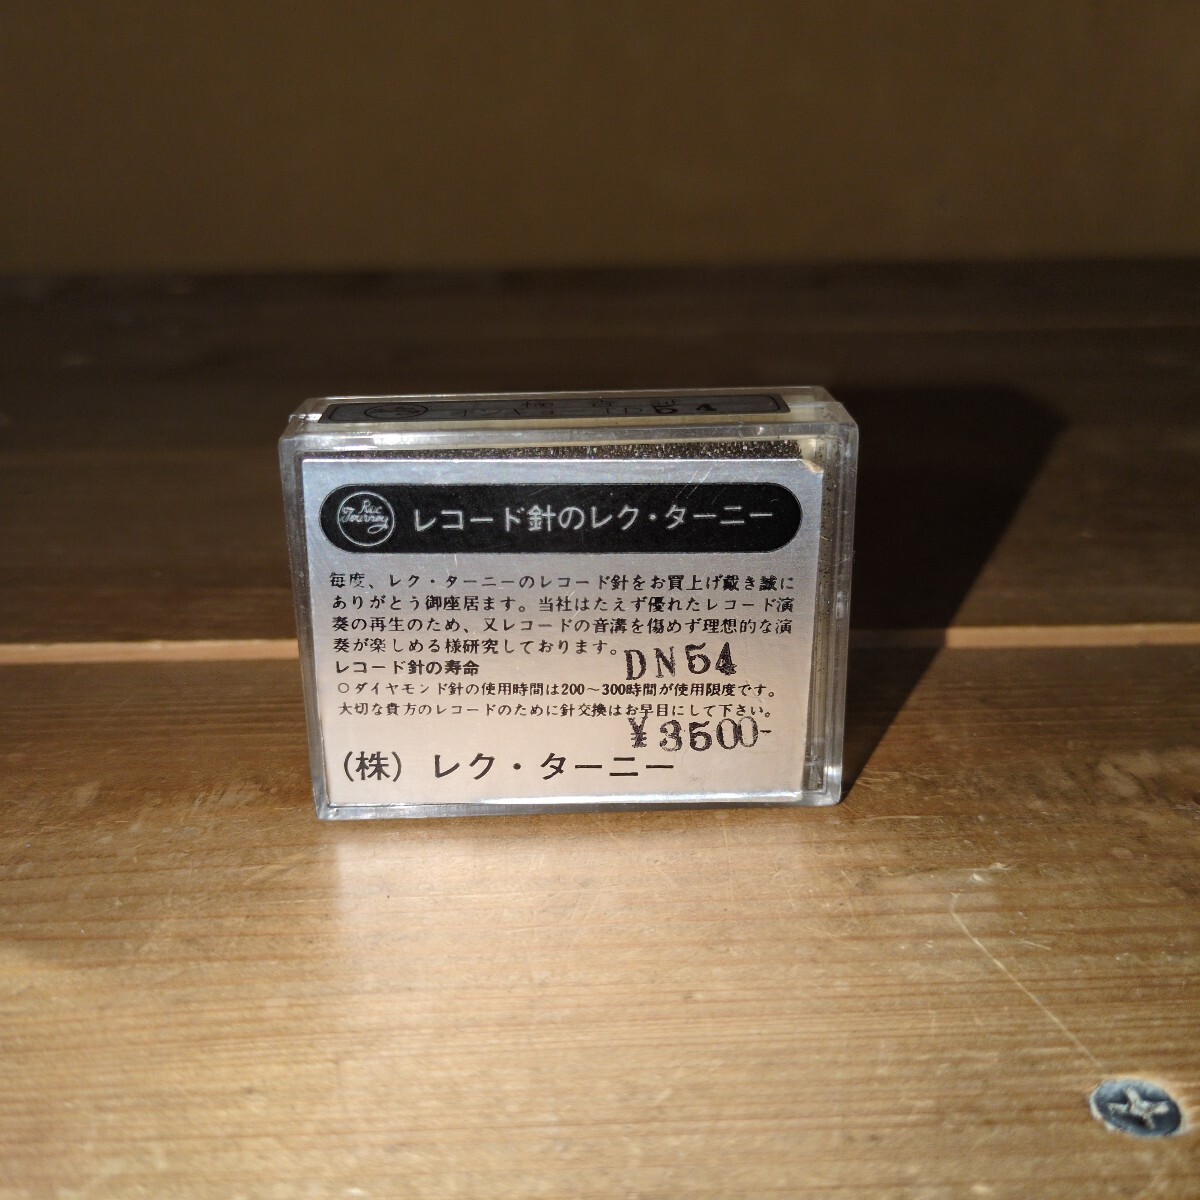 54
Rec
Tourney
レコード針のレク・ターニー
毎度、レク・ターニーのレコード針をお買上げ戴き誠に
ありがとう御座居ます。当社はたえず優れたレコード演
奏の再生のため、又レコードの音溝を傷めず理想的な演
奏が楽しめる様研究しております。
DN54
レコード針の寿命
○ダイヤモンド針の使用時間は200〜300時間が使用限度です。
大切な貴方のレコードのために針交換はお早目にして下さい。
¥3500-
(株) レク・ターニー